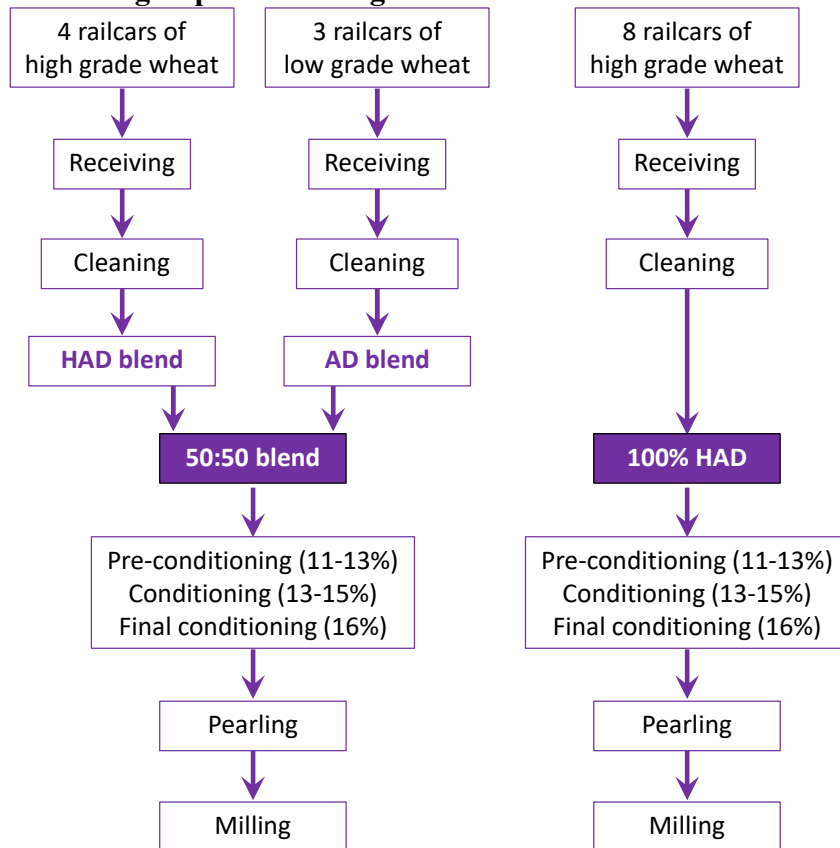 4 railcars of
high grade wheat
3 railcars of
low grade wheat
8 railcars of
high grade wheat
Receiving
Receiving
Receiving
Cleaning
Cleaning
Cleaning
HAD blend
AD blend
50:50 blend
100% HAD
Pre-conditioning (11-13%)
Conditioning (13-15%)
Final conditioning (16%)
Pre-conditioning (11-13%)
Conditioning (13-15%)
Final conditioning (16%)
Pearling
Pearling
Milling
Milling